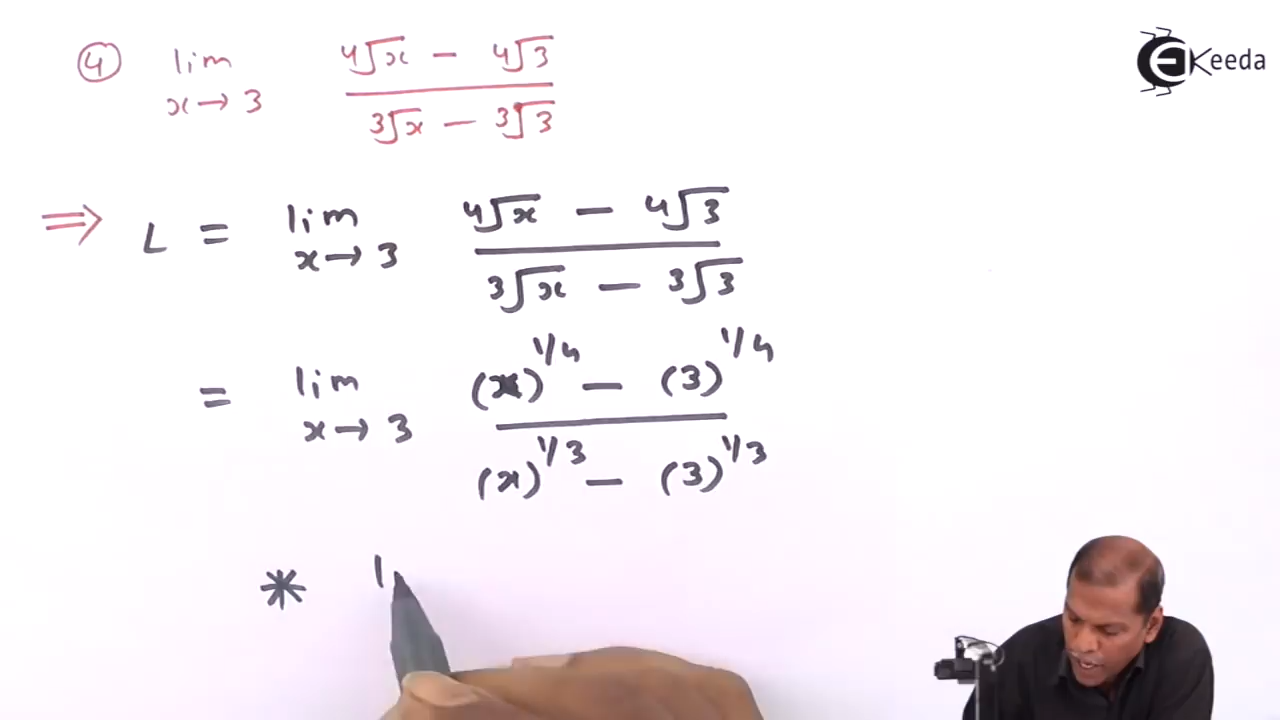 ④ lim x→3 (⁴√x − ⁴√3) / (³√x − ³√3)
EKeeda
⇒ L = lim x→3 (⁴√x − ⁴√3) / (³√x − ³√3)
= lim x→3 ((x)^1/4 − (3)^1/4) / ((x)^1/3 − (3)^1/3)
* l